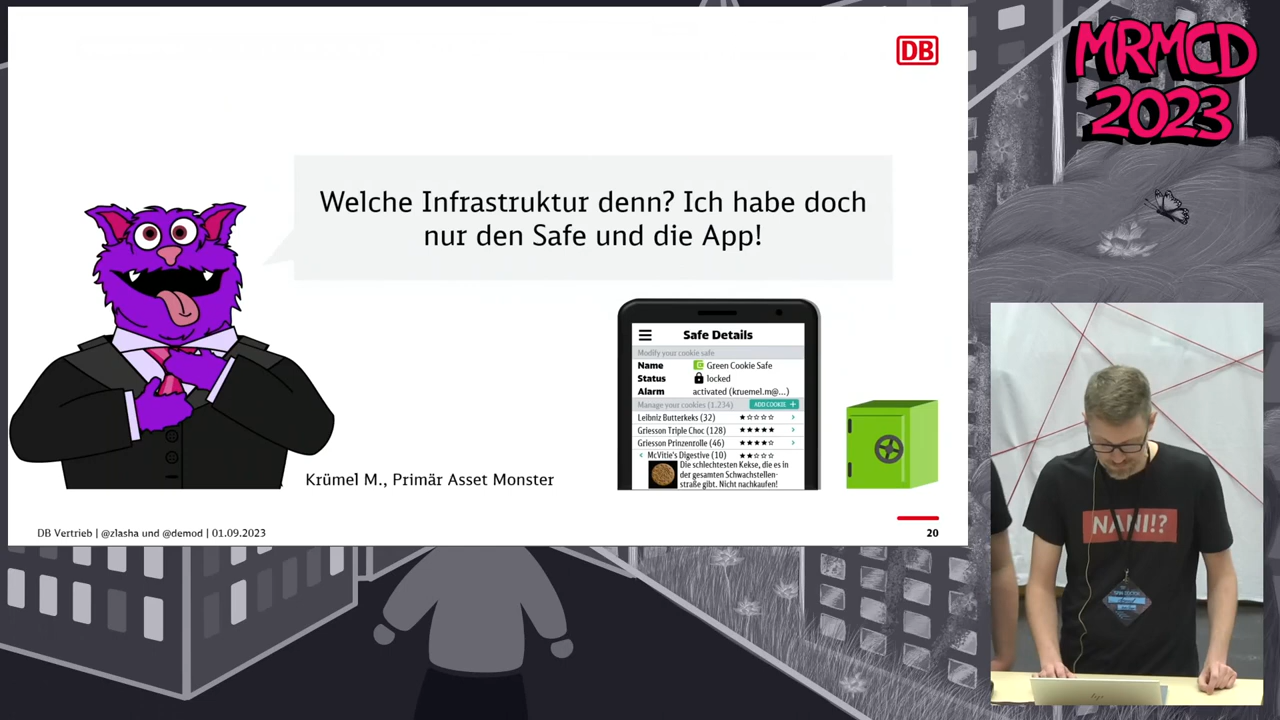 DB
MRMCD
2023
Welche Infrastruktur denn? Ich habe doch
nur den Safe und die App!
Safe Details
Modify your cookie safe
Name Green Cookie Safe
Status locked
Alarm activated (kruemel.m@...)
Manage your cookies (1.234) ADD COOKIE +
Leibniz Butterkeks (32) ★☆☆☆☆
Griesson Triple Choc (128) ★★★★★
Griesson Prinzenrolle (46) ★★★★☆
McVitie's Digestive (10) ★★☆☆☆
Die schlechtesten Kekse, die es in
der gesamten Schwachstellen-
straße gibt. Nicht nachkaufen!
Krümel M., Primär Asset Monster
DB Vertrieb | @zlasha und @demod | 01.09.2023
20
NANI!?